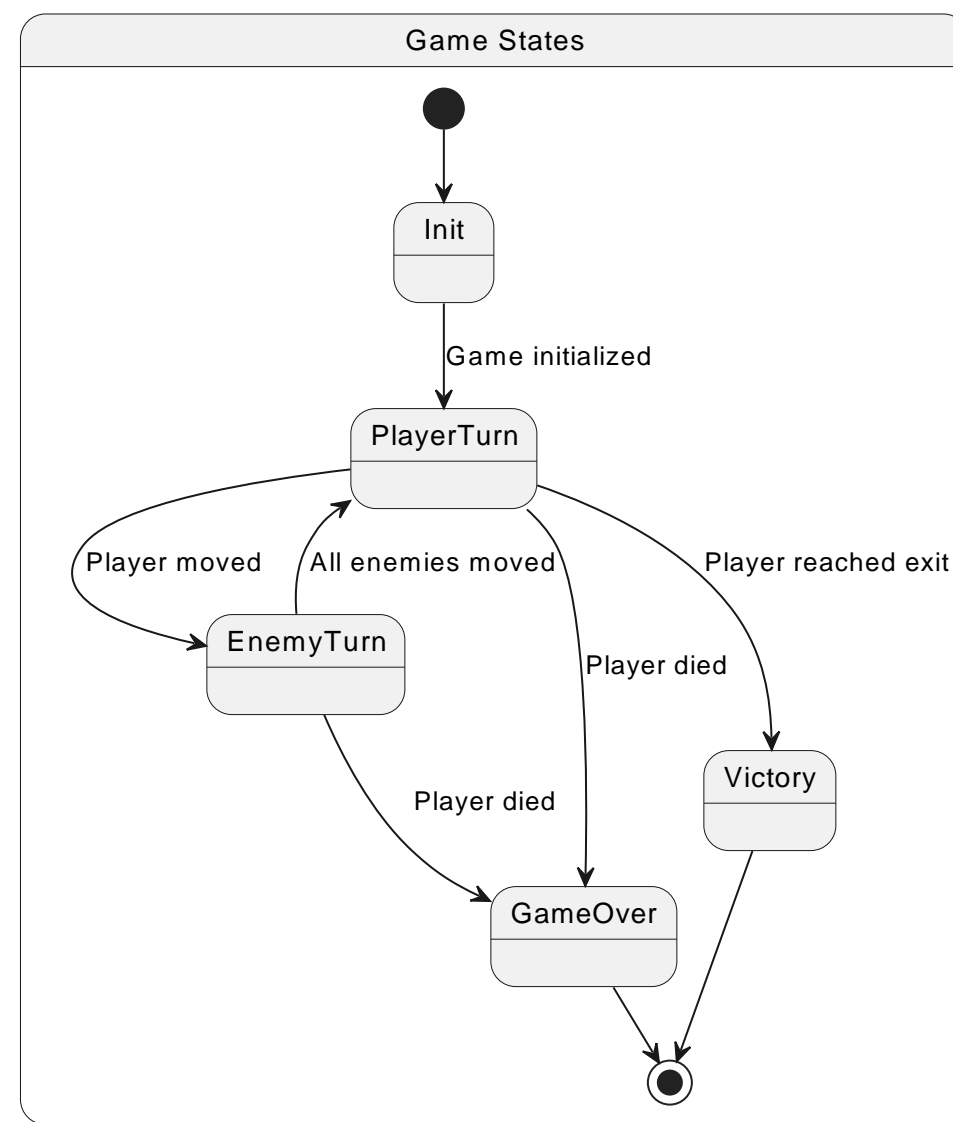 Game States
Init
Game initialized
PlayerTurn
Player moved
All enemies moved
Player reached exit
EnemyTurn
Player died
Victory
Player died
GameOver